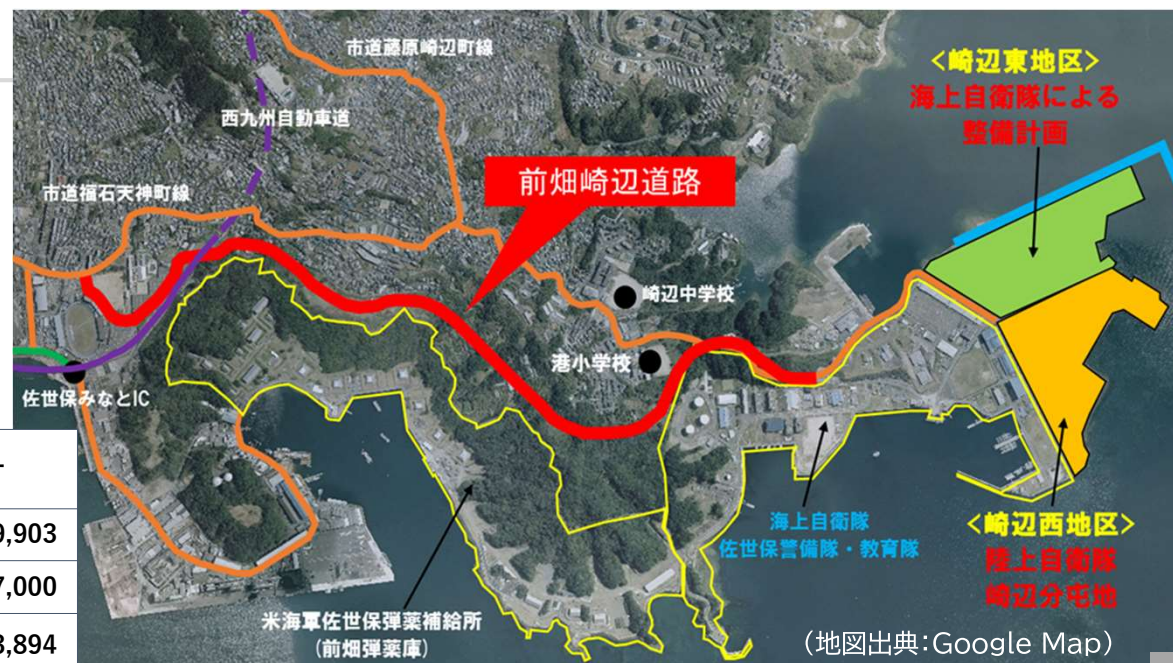 市道藤原崎辺町線
西九州自動車道
市道福石天神町線
前畑崎辺道路
<崎辺東地区>
海上自衛隊による
整備計画
崎辺中学校
港小学校
佐世保みなとIC
海上自衛隊
佐世保警備隊・教育隊
<崎辺西地区>
陸上自衛隊
崎辺分屯地
米海軍佐世保弾薬補給所
(前畑弾薬庫)
(地図出典:Google Map)
,903
7,000
,894